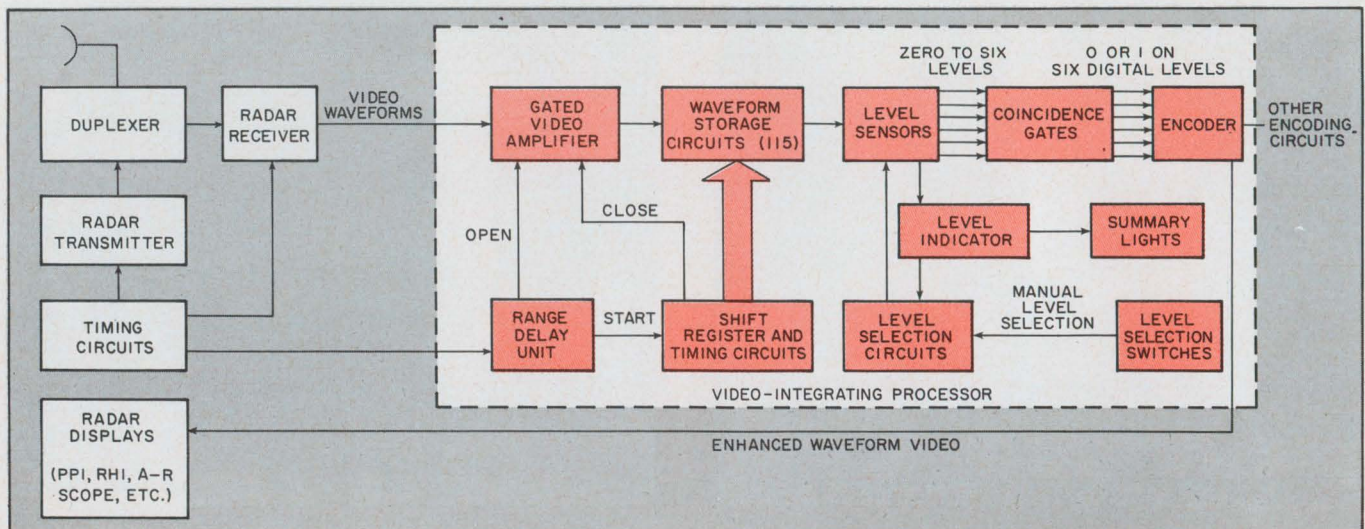 DUPLEXER
RADAR
RECEIVER
VIDEO
WAVEFORMS
RADAR
TRANSMITTER
TIMING
CIRCUITS
RADAR
DISPLAYS
(PPI, RHI, A-R
SCOPE, ETC.)
GATED
VIDEO
AMPLIFIER
WAVEFORM
STORAGE
CIRCUITS (115)
LEVEL
SENSORS
ZERO TO SIX
LEVELS
COINCIDENCE
GATES
0 OR 1 ON
SIX DIGITAL LEVELS
ENCODER
OTHER
ENCODING
CIRCUITS
OPEN
CLOSE
LEVEL
INDICATOR
SUMMARY
LIGHTS
RANGE
DELAY
UNIT
START
SHIFT
REGISTER AND
TIMING CIRCUITS
LEVEL
SELECTION
CIRCUITS
MANUAL
LEVEL
SELECTION
LEVEL
SELECTION
SWITCHES
VIDEO-INTEGRATING PROCESSOR
ENHANCED WAVEFORM VIDEO